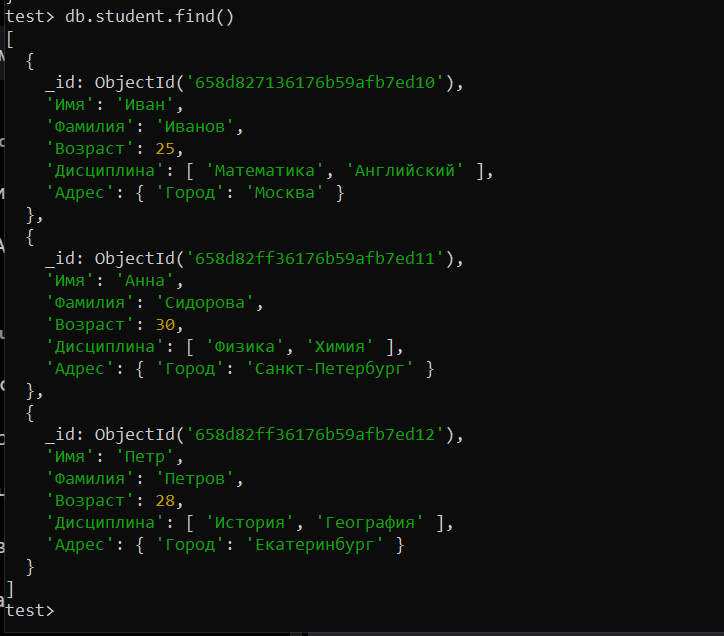 test> db.student.find()
[
  {
    _id: ObjectId('658d827136176b59afb7ed10'),
    'Имя': 'Иван',
    'Фамилия': 'Иванов',
    'Возраст': 25,
    'Дисциплина': [ 'Математика', 'Английский' ],
    'Адрес': { 'Город': 'Москва' }
  },
  {
    _id: ObjectId('658d82ff36176b59afb7ed11'),
    'Имя': 'Анна',
    'Фамилия': 'Сидорова',
    'Возраст': 30,
    'Дисциплина': [ 'Физика', 'Химия' ],
    'Адрес': { 'Город': 'Санкт-Петербург' }
  },
  {
    _id: ObjectId('658d82ff36176b59afb7ed12'),
    'Имя': 'Петр',
    'Фамилия': 'Петров',
    'Возраст': 28,
    'Дисциплина': [ 'История', 'География' ],
    'Адрес': { 'Город': 'Екатеринбург' }
  }
]
test>